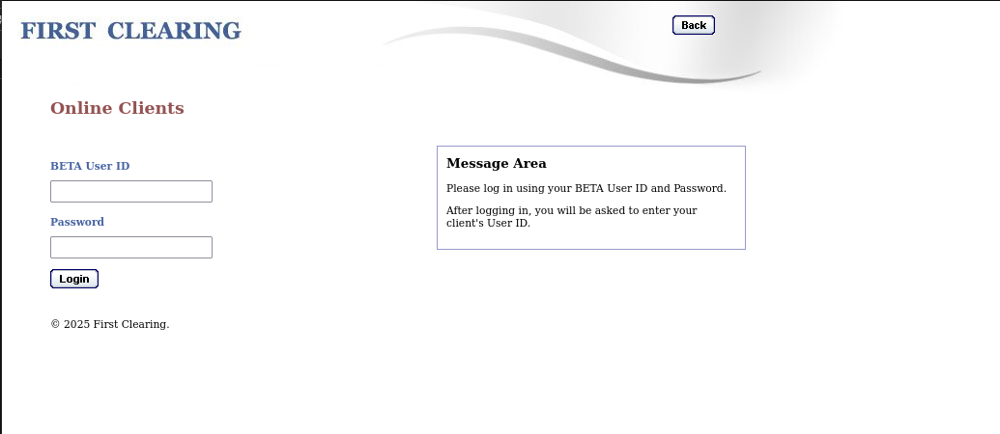 FIRST CLEARING
Back
Online Clients
BETA User ID
Password
Login
Message Area
Please log in using your BETA User ID and Password.
After logging in, you will be asked to enter your
client's User ID.
© 2025 First Clearing.